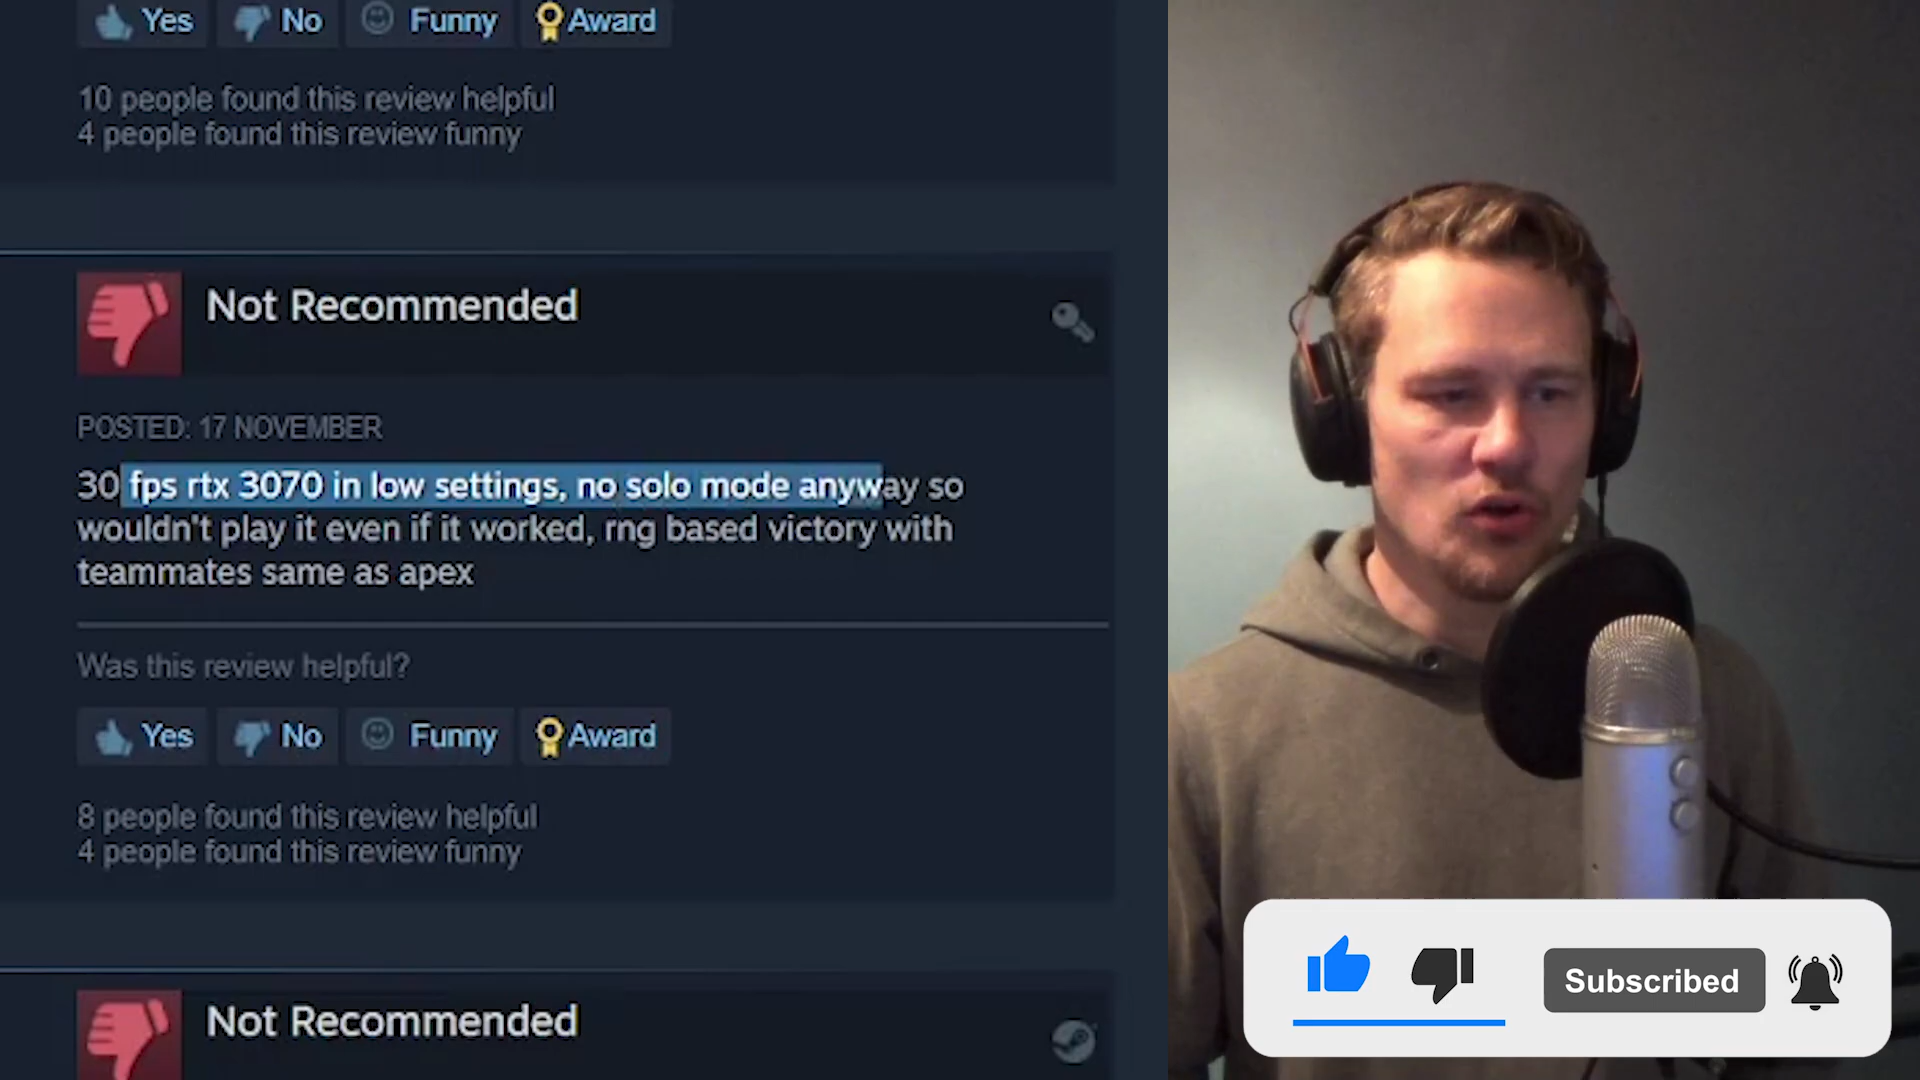 Yes No Funny Award
10 people found this review helpful
4 people found this review funny
Not Recommended
POSTED: 17 NOVEMBER
30 fps rtx 3070 in low settings, no solo mode anyway so
wouldn't play it even if it worked, rng based victory with
teammates same as apex
Was this review helpful?
Yes No Funny Award
8 people found this review helpful
4 people found this review funny
Not Recommended
Subscribed